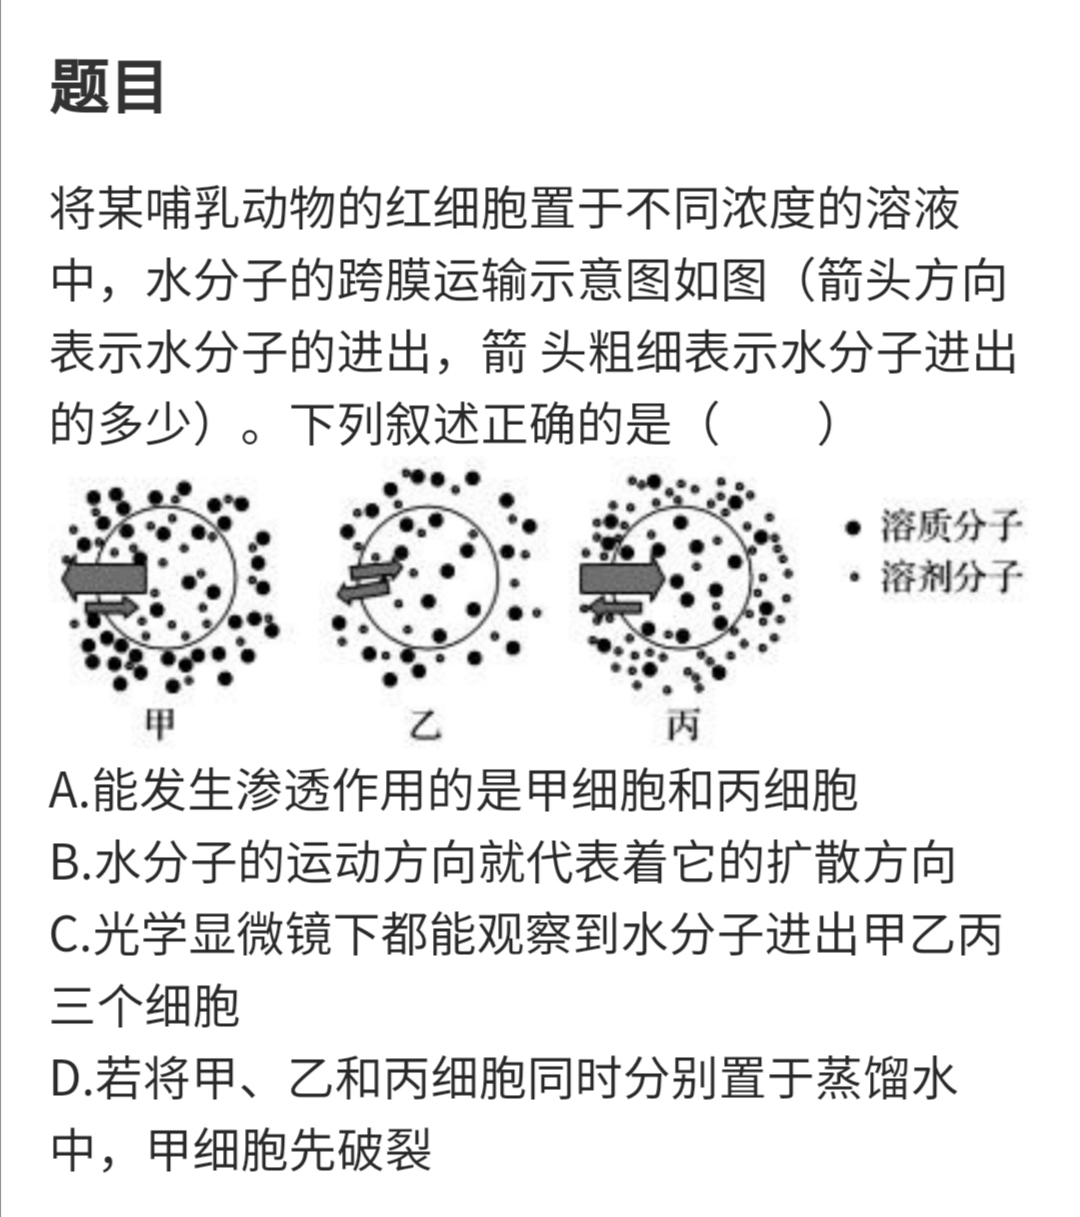 题目
将某哺乳动物的红细胞置于不同浓度的溶液
中，水分子的跨膜运输示意图如图（箭头方向
表示水分子的进出，箭 头粗细表示水分子进出
的多少）。下列叙述正确的是（　　）
溶质分子
溶剂分子
甲 乙 丙
A.能发生渗透作用的是甲细胞和丙细胞
B.水分子的运动方向就代表着它的扩散方向
C.光学显微镜下都能观察到水分子进出甲乙丙
三个细胞
D.若将甲、乙和丙细胞同时分别置于蒸馏水
中，甲细胞先破裂